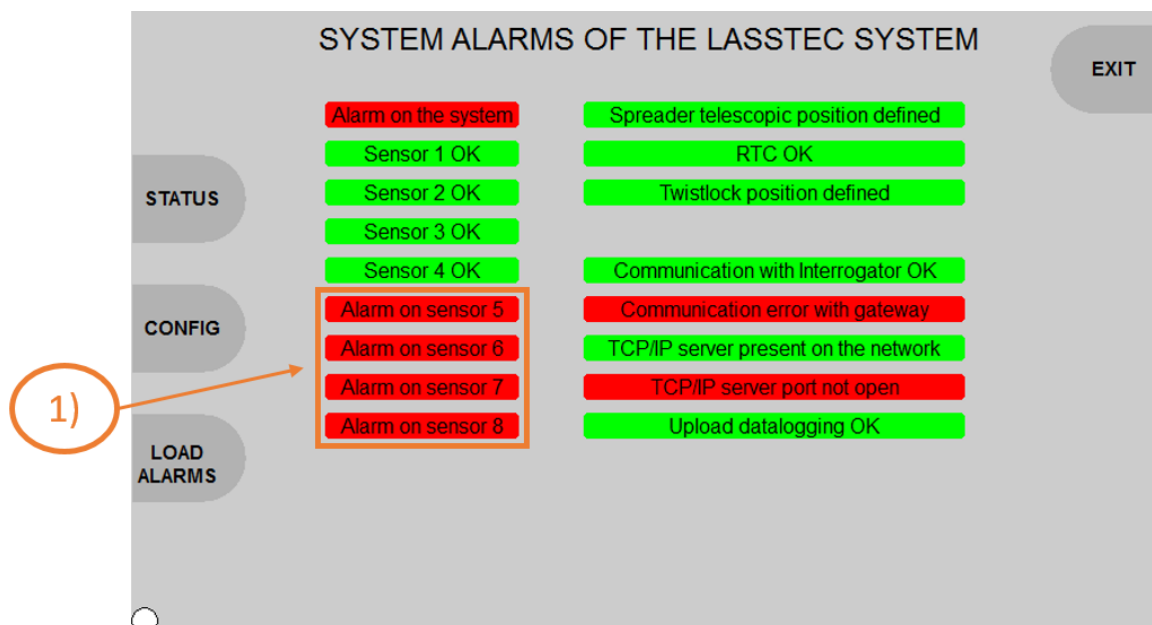 SYSTEM ALARMS OF THE LASSTEC SYSTEM
EXIT
Alarm on the system
Spreader telescopic position defined
Sensor 1 OK
RTC OK
STATUS
Sensor 2 OK
Twistlock position defined
Sensor 3 OK
Sensor 4 OK
Communication with Interrogator OK
Alarm on sensor 5
Communication error with gateway
CONFIG
Alarm on sensor 6
TCP/IP server present on the network
1)
Alarm on sensor 7
TCP/IP server port not open
Alarm on sensor 8
Upload datalogging OK
LOAD
ALARMS